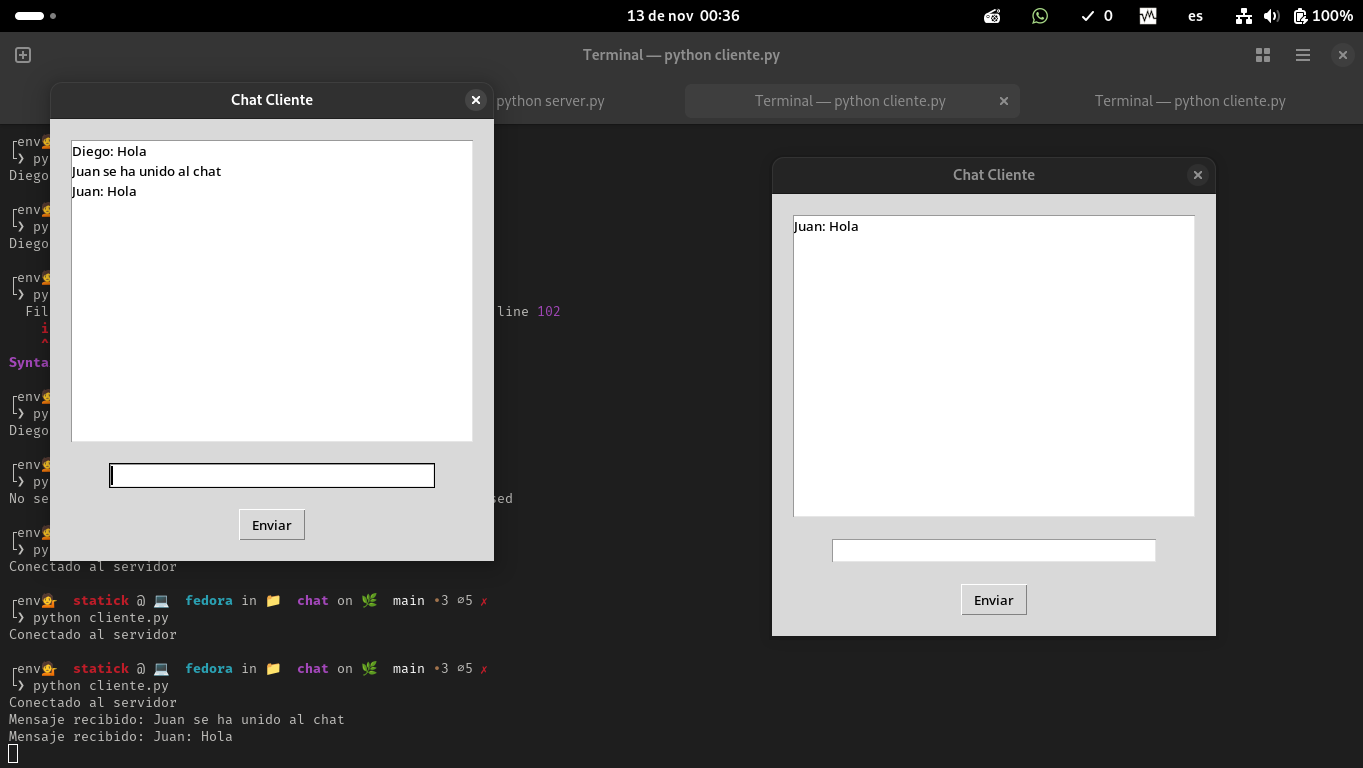 13 de nov 00:36
0
es
100%
Terminal — python cliente.py
python server.py
Terminal — python cliente.py
Terminal — python cliente.py
Chat Cliente
Diego: Hola
Juan se ha unido al chat
Juan: Hola
Enviar
Chat Cliente
Juan: Hola
Enviar
┌env
└❯ py
Diego
┌env
└❯ py
Diego
┌env
└❯ py
Fil line 102
i
^
Synta
┌env
└❯ py
Diego
┌env
└❯ py
No se sed
┌env
└❯ py
Conectado al servidor
┌env💁 statick @ 💻 fedora in 📁 chat on 🌿 main •3 ⌀5 ✗
└❯ python cliente.py
Conectado al servidor
┌env💁 statick @ 💻 fedora in 📁 chat on 🌿 main •3 ⌀5 ✗
└❯ python cliente.py
Conectado al servidor
Mensaje recibido: Juan se ha unido al chat
Mensaje recibido: Juan: Hola